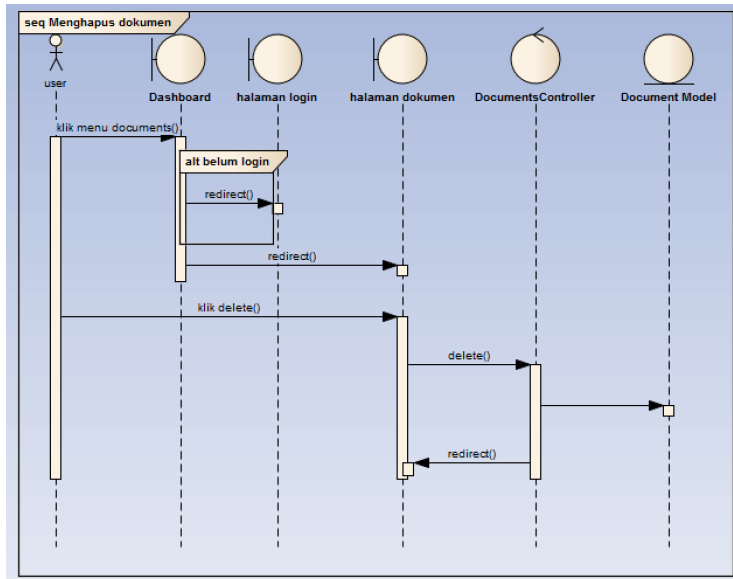 seq Menghapus dokumen
user
Dashboard
halaman login
halaman dokumen
DocumentsController
Document Model
klik menu documents()
alt belum login
redirect()
redirect()
klik delete()
delete()
redirect()